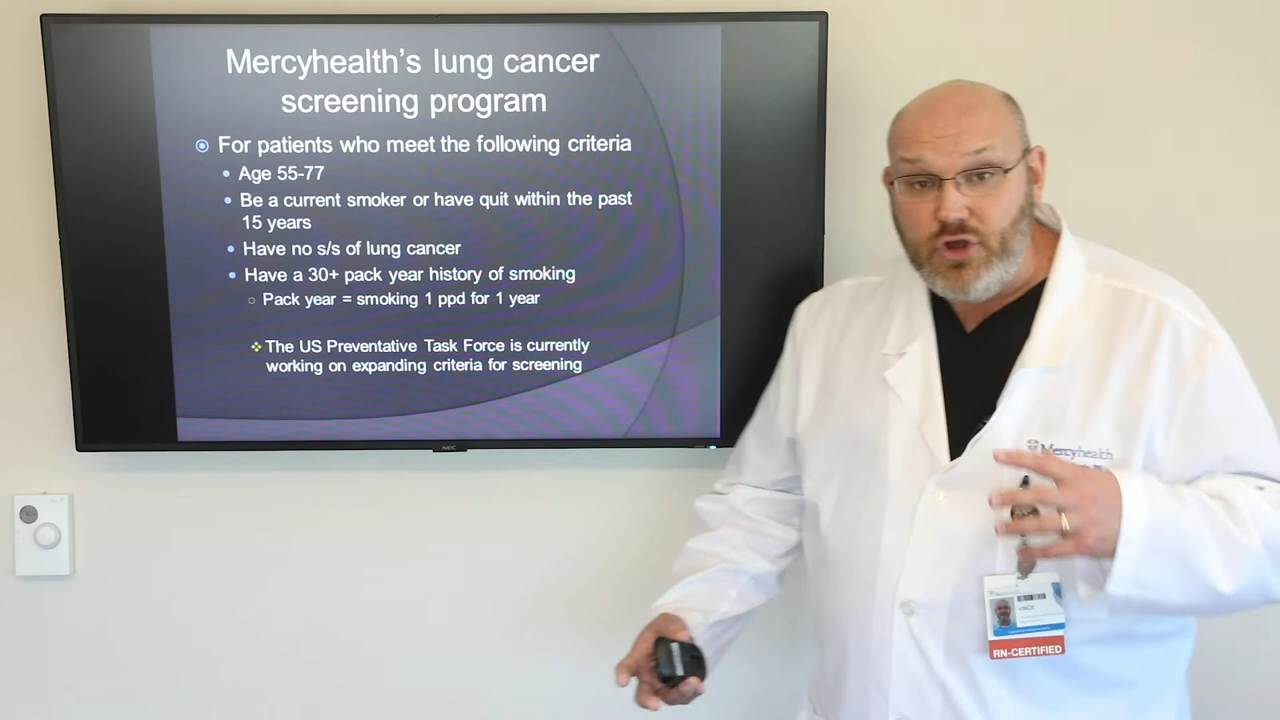 Mercyhealth's lung cancer
screening program
For patients who meet the following criteria
Age 55-77
Be a current smoker or have quit within the past
15 years
Have no s/s of lung cancer
Have a 30+ pack year history of smoking
Pack year = smoking 1 ppd for 1 year
The US Preventative Task Force is currently
working on expanding criteria for screening
NEC
Mercyhealth
VINCE
RN-CERTIFIED